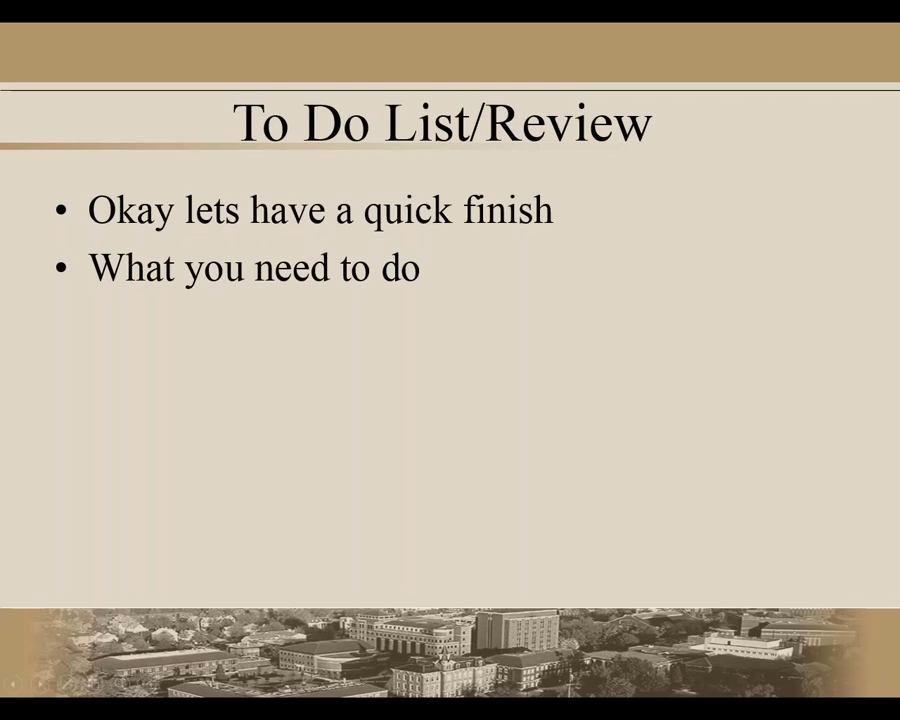 To Do List/Review
• Okay lets have a quick finish
• What you need to do